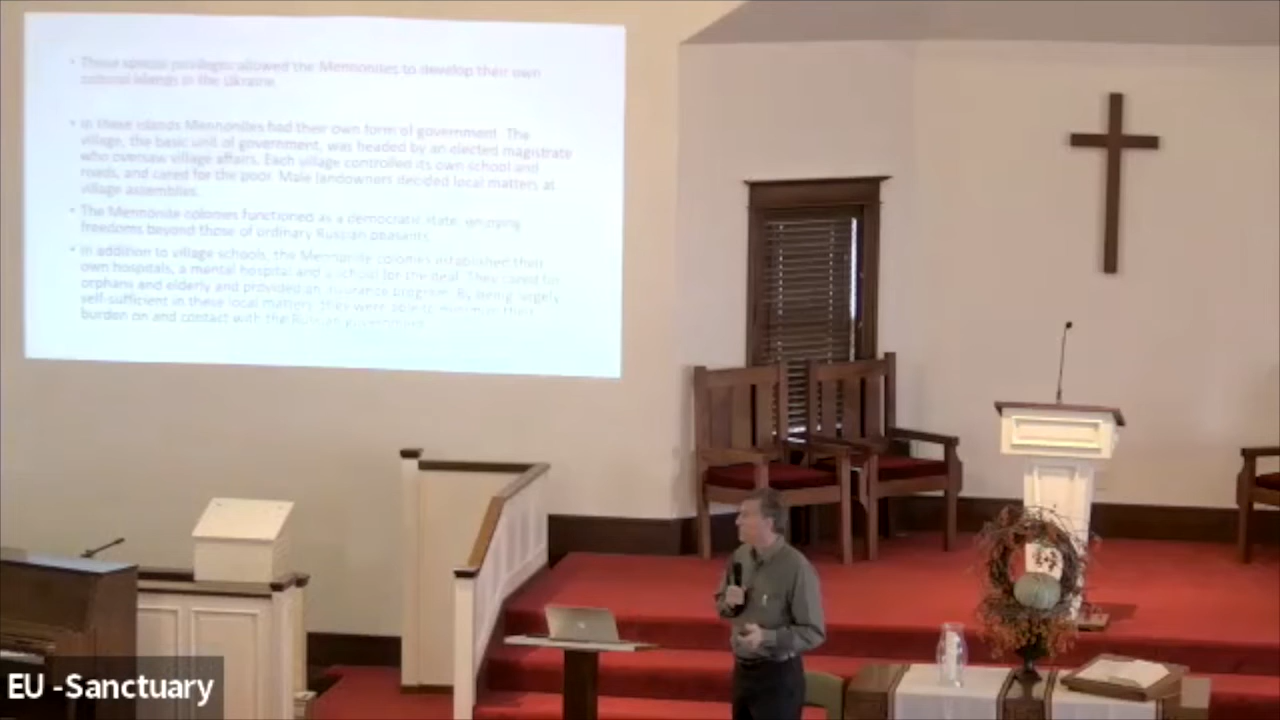 • These special privileges allowed the Mennonites to develop their own
colonial islands in the Ukraine.
• In these islands Mennonites had their own form of government. The
village, the basic unit of government, was headed by an elected magistrate
who oversaw village affairs. Each village controlled its own school and
roads, and cared for the poor. Male landowners decided local matters at
village assemblies.
• The Mennonite colonies functioned as a democratic state, enjoying
freedoms beyond those of ordinary Russian peasants.
• In addition to village schools, the Mennonite colonies established their
own hospitals, a mental hospital and a school for the deaf. They cared for
orphans and elderly and provided an insurance program. By being largely
self-sufficient in these local matters, they were able to minimize their
burden on and contact with the Russian government.
EU -Sanctuary